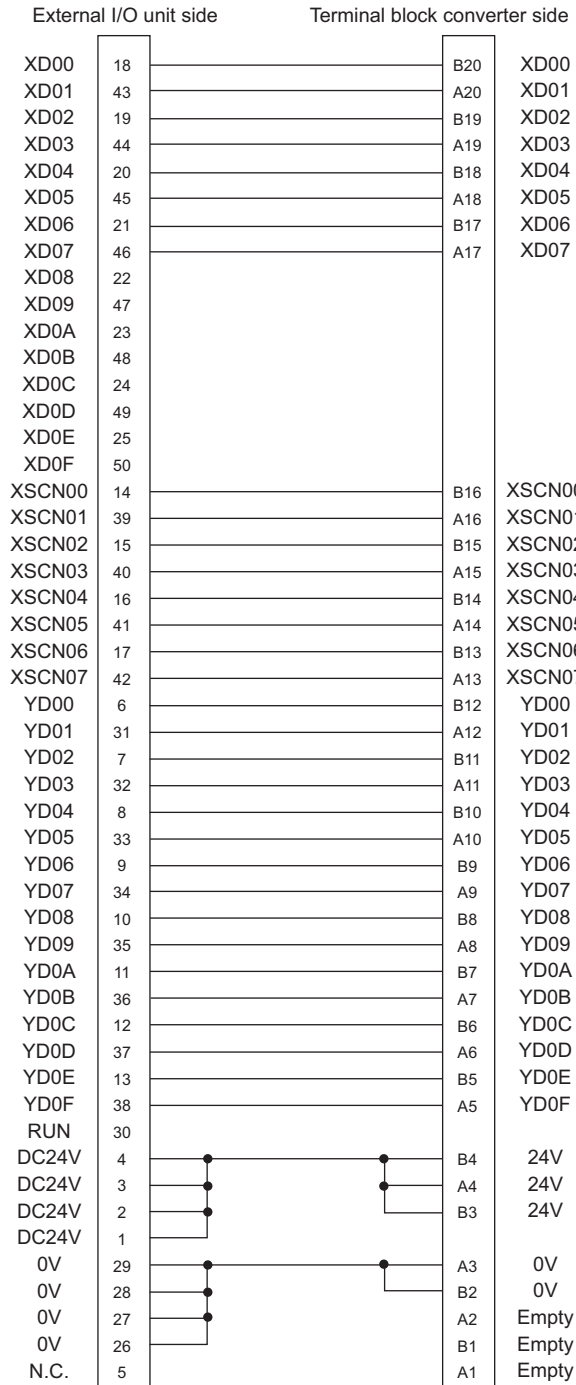 External I/O unit side Terminal block converter side
XD00 18 B20 XD00
XD01 43 A20 XD01
XD02 19 B19 XD02
XD03 44 A19 XD03
XD04 20 B18 XD04
XD05 45 A18 XD05
XD06 21 B17 XD06
XD07 46 A17 XD07
XD08 22
XD09 47
XD0A 23
XD0B 48
XD0C 24
XD0D 49
XD0E 25
XD0F 50
XSCN00 14 B16 XSCN00
XSCN01 39 A16 XSCN01
XSCN02 15 B15 XSCN02
XSCN03 40 A15 XSCN03
XSCN04 16 B14 XSCN04
XSCN05 41 A14 XSCN05
XSCN06 17 B13 XSCN06
XSCN07 42 A13 XSCN07
YD00 6 B12 YD00
YD01 31 A12 YD01
YD02 7 B11 YD02
YD03 32 A11 YD03
YD04 8 B10 YD04
YD05 33 A10 YD05
YD06 9 B9 YD06
YD07 34 A9 YD07
YD08 10 B8 YD08
YD09 35 A8 YD09
YD0A 11 B7 YD0A
YD0B 36 A7 YD0B
YD0C 12 B6 YD0C
YD0D 37 A6 YD0D
YD0E 13 B5 YD0E
YD0F 38 A5 YD0F
RUN 30
DC24V 4 B4 24V
DC24V 3 A4 24V
DC24V 2 B3 24V
DC24V 1
0V 29 A3 0V
0V 28 B2 0V
0V 27 A2 Empty
0V 26 B1 Empty
N.C. 5 A1 Empty